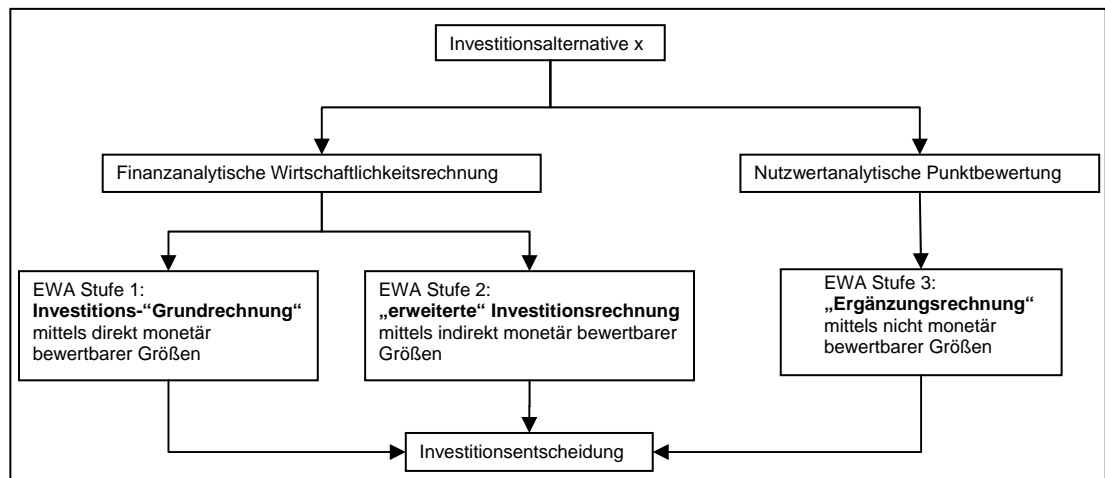 Investitionsalternative x
Finanzanalytische Wirtschaftlichkeitsrechnung
Nutzwertanalytische Punktbewertung
EWA Stufe 1:
Investitions-“Grundrechnung“
mittels direkt monetär
bewertbarer Größen
EWA Stufe 2:
„erweiterte“ Investitionsrechnung
mittels indirekt monetär bewertbarer
Größen
EWA Stufe 3:
„Ergänzungsrechnung“
mittels nicht monetär
bewertbarer Größen
Investitionsentscheidung